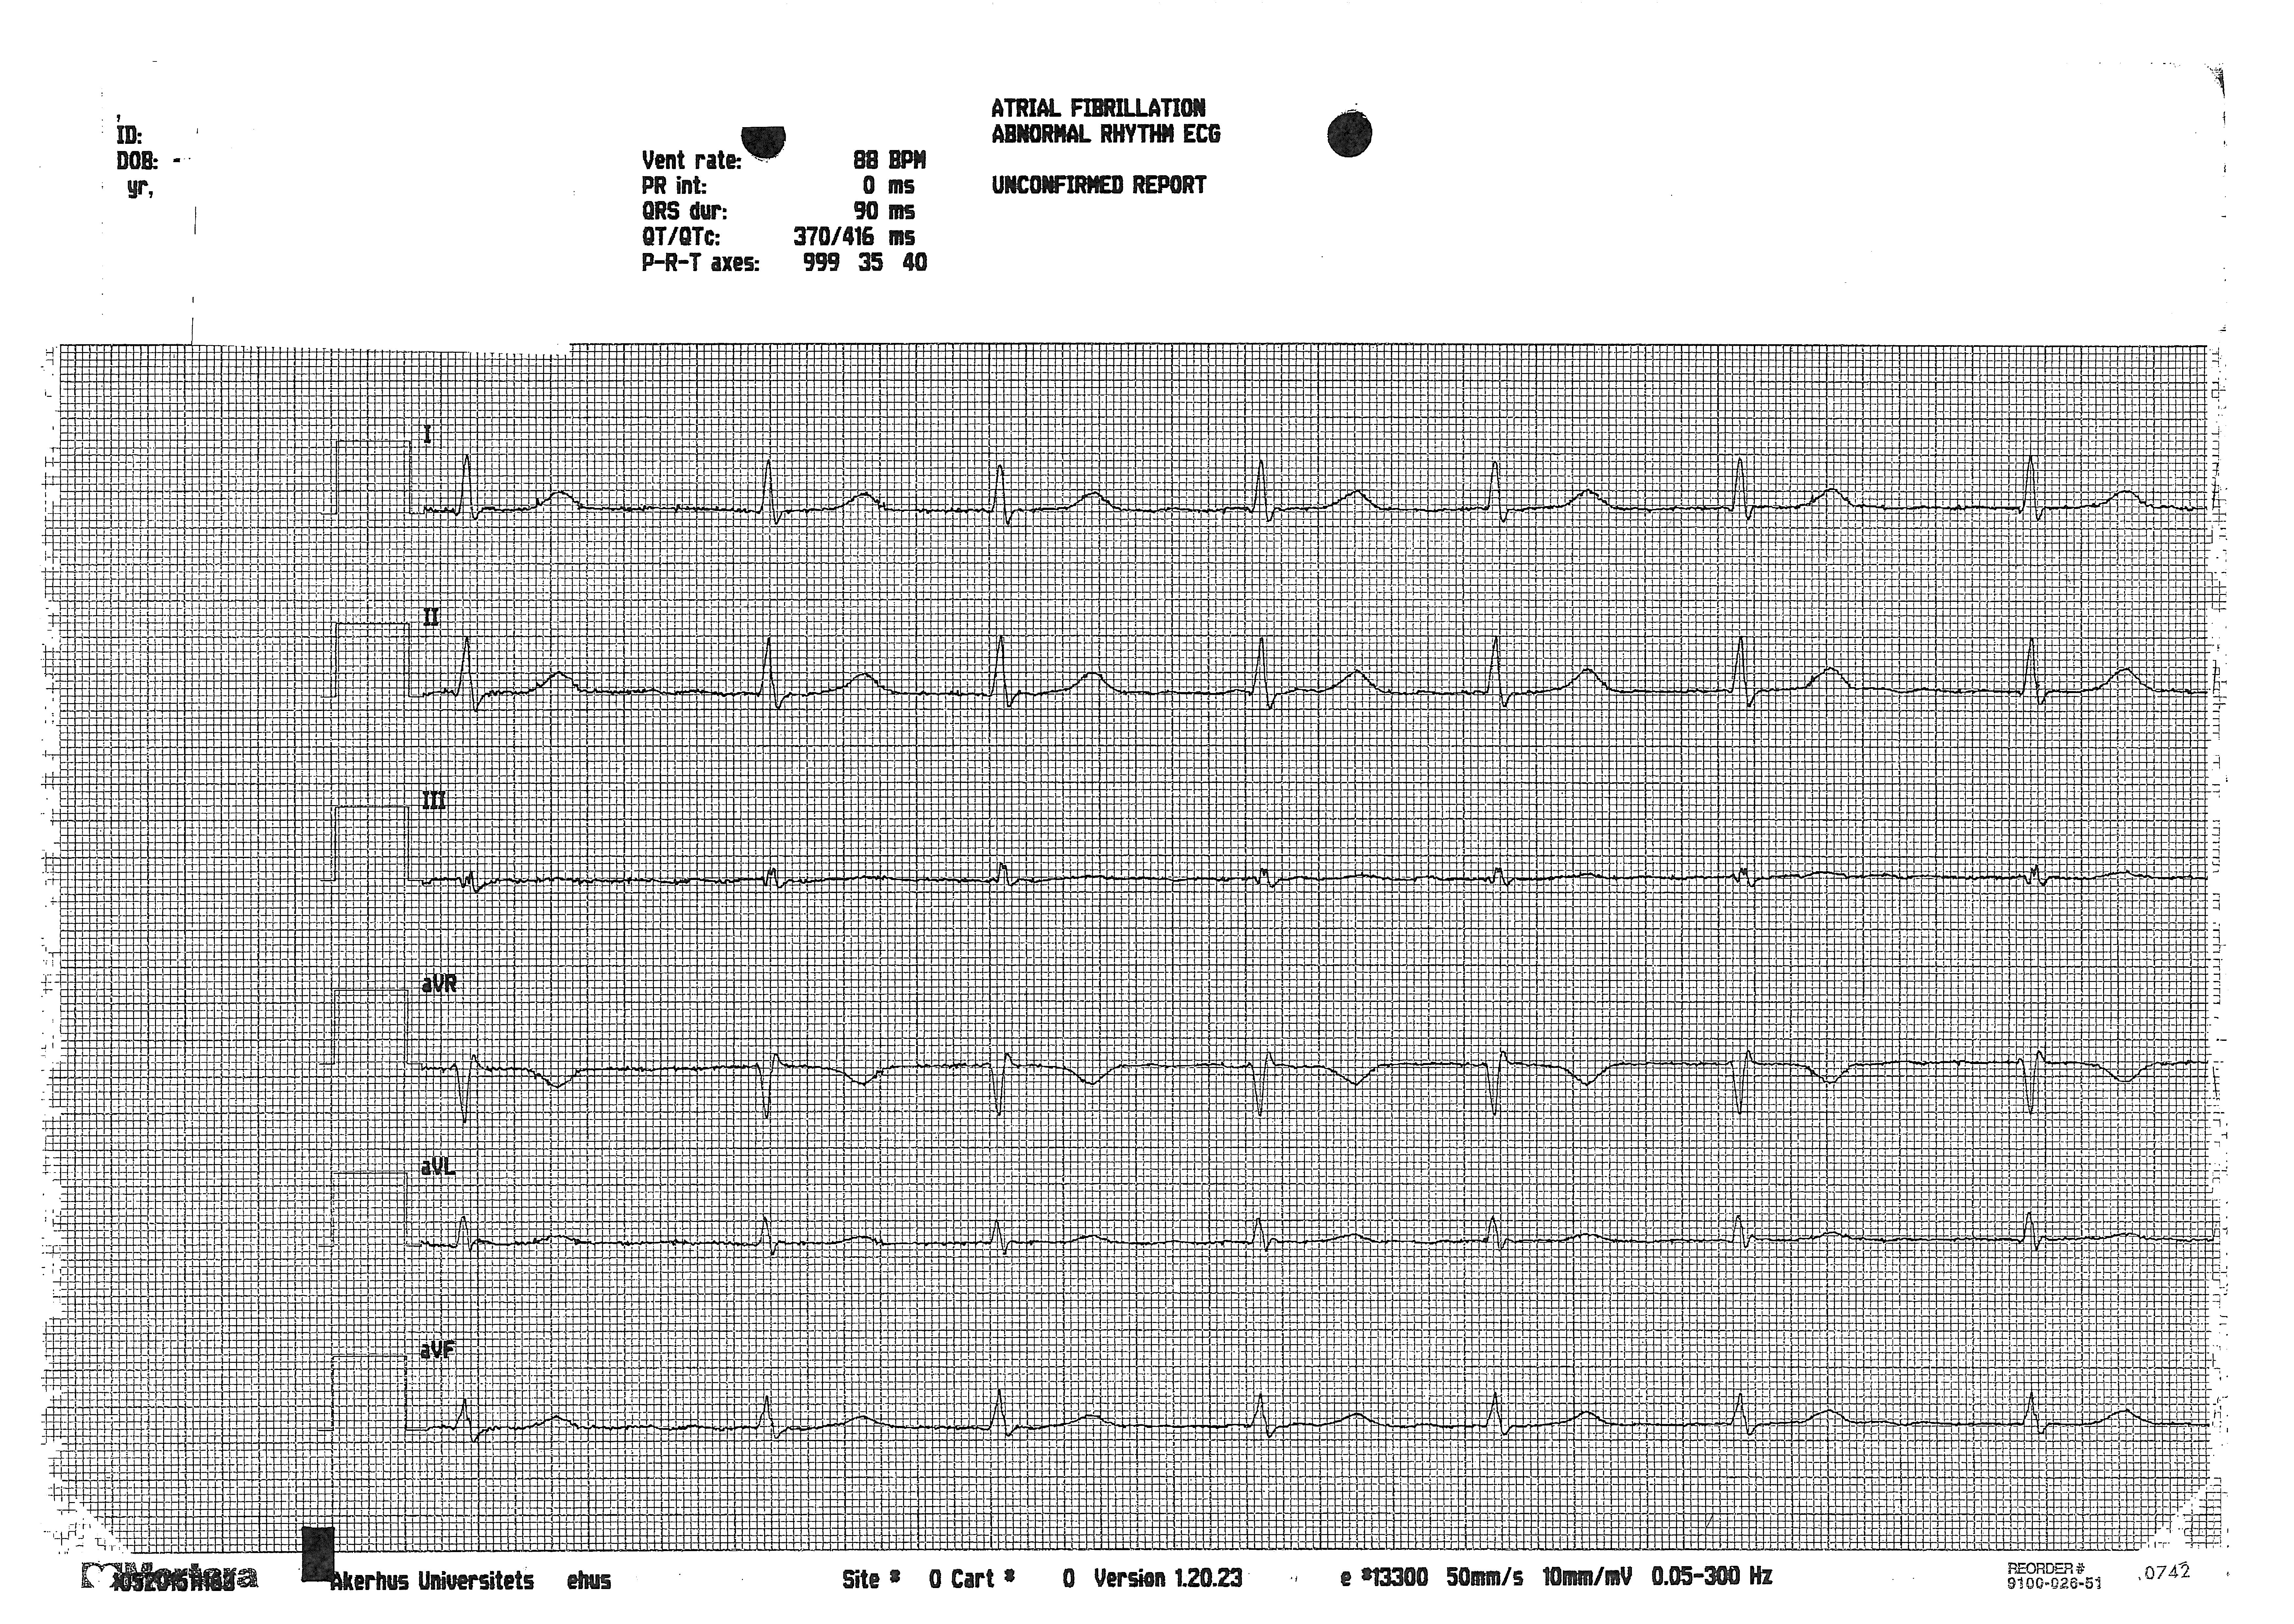 ID:
DOB: -
yr,
Vent rate: 88 BPM
PR int: 0 ms
QRS dur: 90 ms
QT/QTc: 370/416 ms
P-R-T axes: 999 35 40
ATRIAL FIBRILLATION
ABNORMAL RHYTHM ECG
UNCONFIRMED REPORT
I
II
III
aVR
aVL
aVF
Mortara
Akerhus Universitets ehus Site # 0 Cart # 0 Version 1.20.23 e #13300 50mm/s 10mm/mV 0.05-300 Hz
REORDER #
9100-026-51
0742